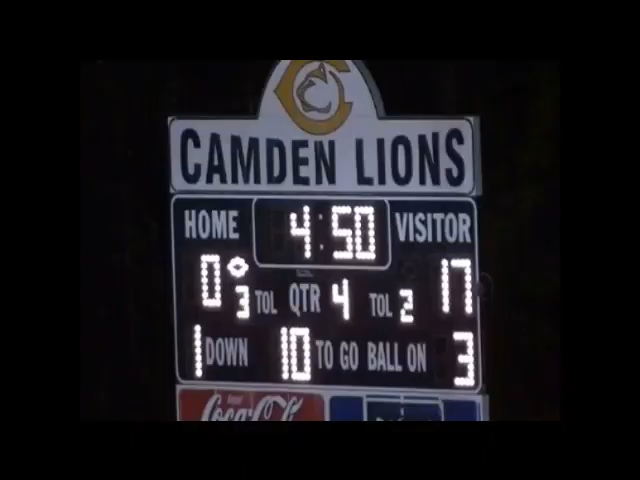 C
CAMDEN LIONS
HOME 4:50 VISITOR
0 17
3 TOL QTR 4 TOL 2
1 DOWN 10 TO GO BALL ON 3
Coca-Cola